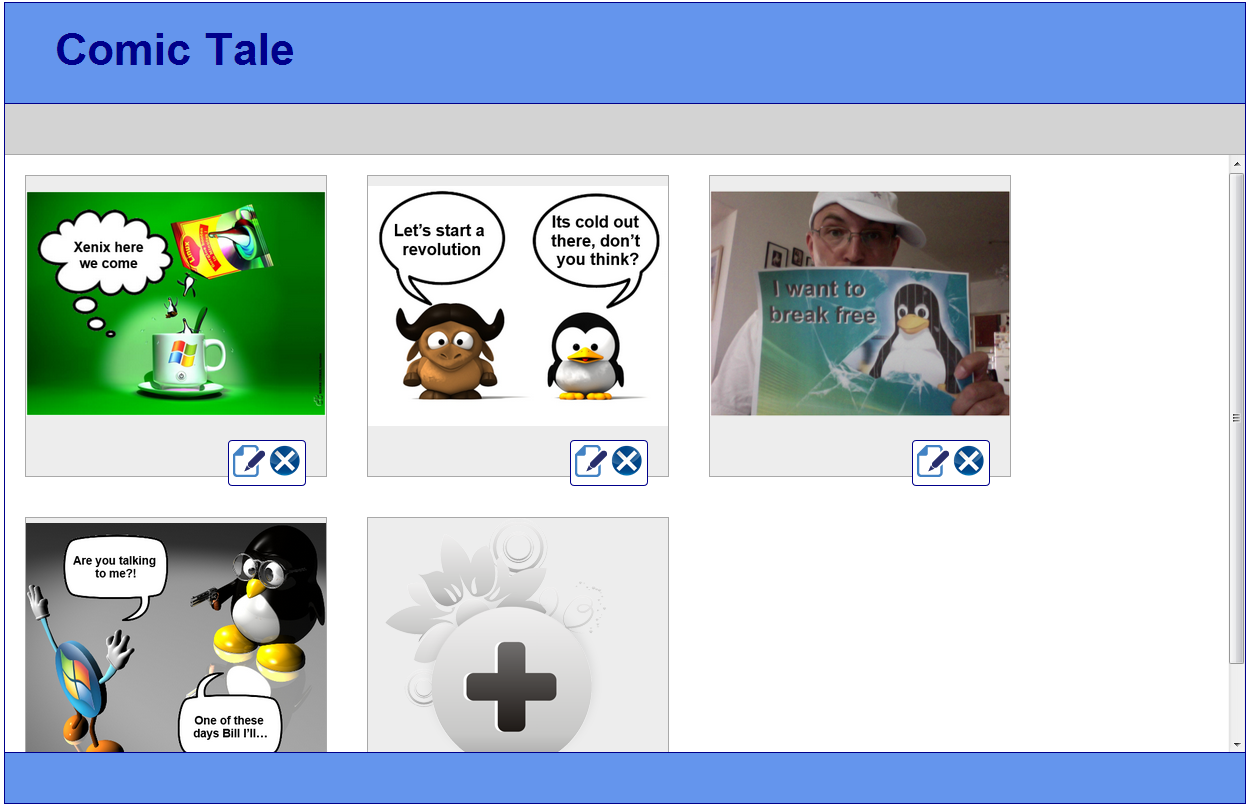 Comic Tale
Xenix here
we come
Linux
Let's start a
revolution
Its cold out
there, don't
you think?
I want to
break free
Are you talking
to me?!
One of these
days Bill I'll...